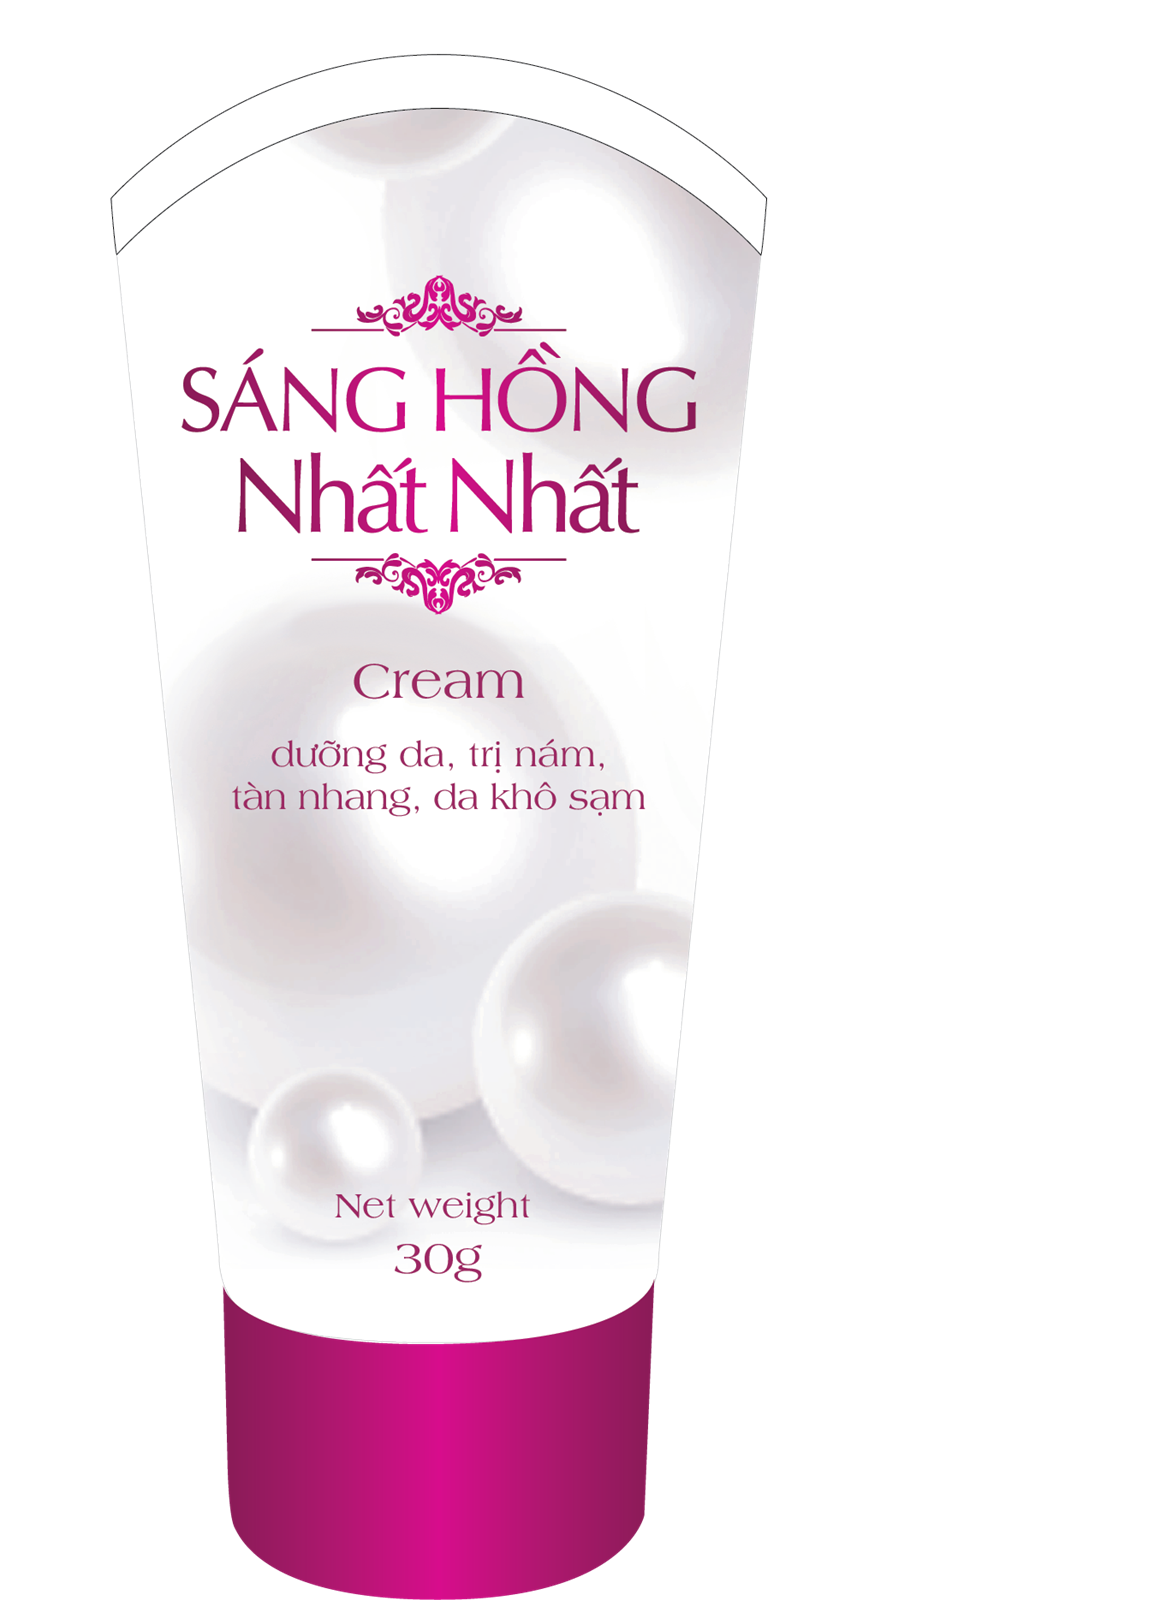 SÁNG HỒNG
Nhất Nhất
Cream
dưỡng da, trị nám,
tàn nhang, da khô sạm
Net weight
30g